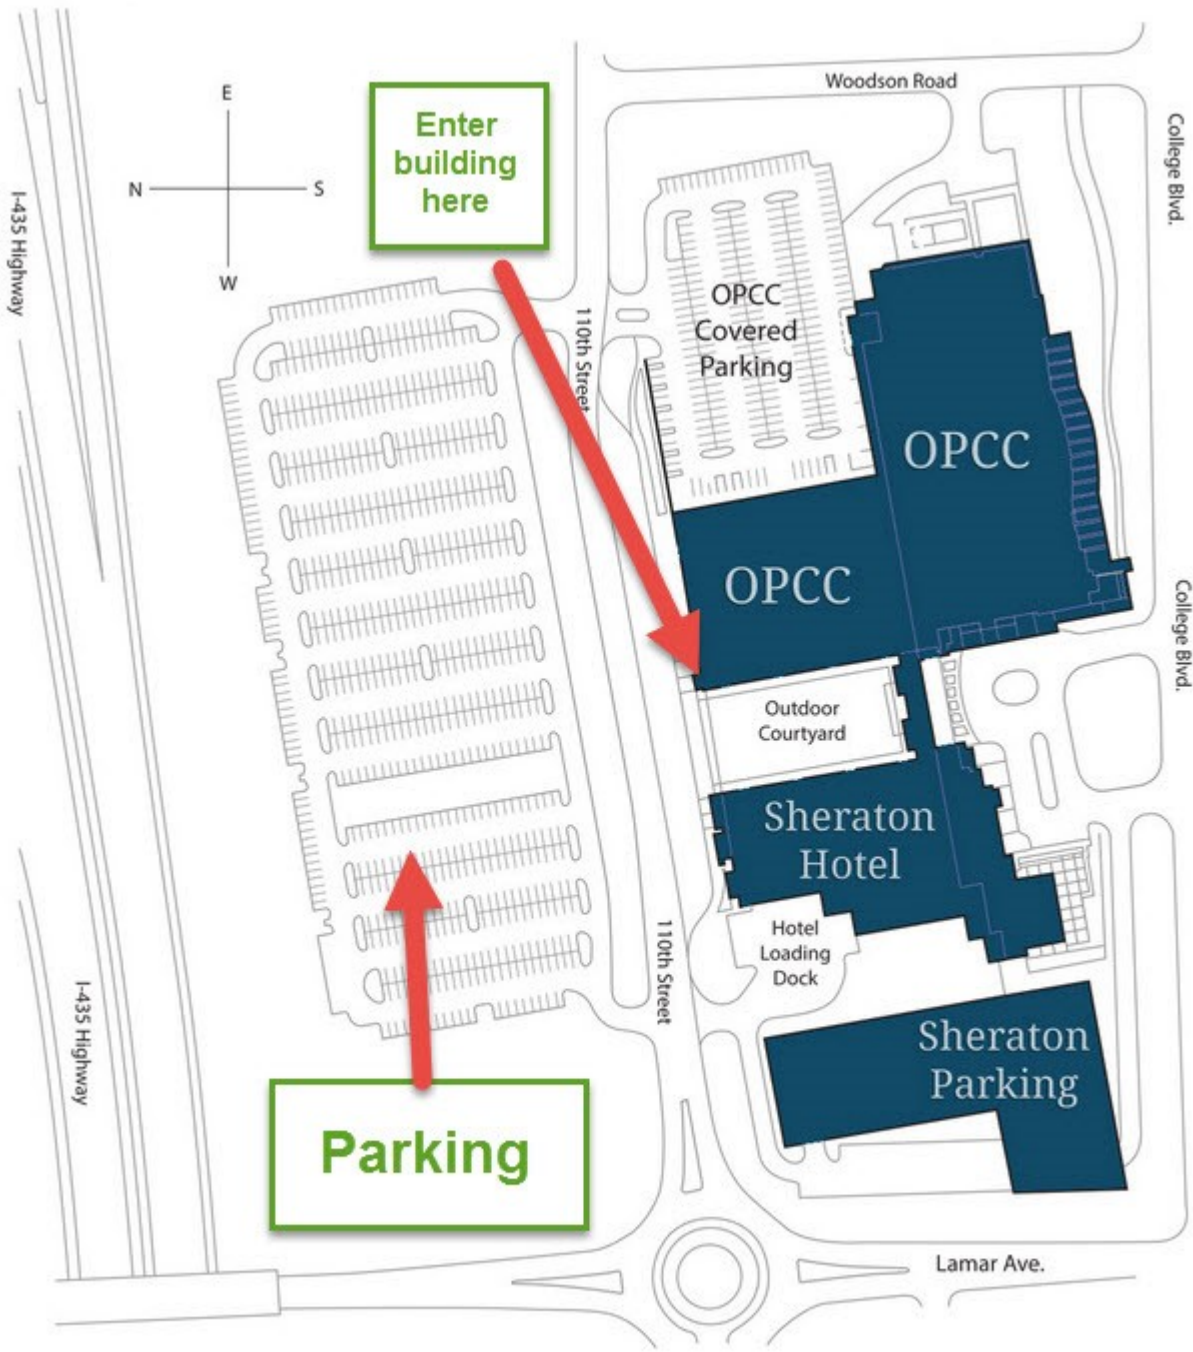 Woodson Road
E
N
S
W
Enter
building
here
College Blvd.
I-435 Highway
OPCC
Covered
Parking
110th Street
OPCC
OPCC
College Blvd.
Outdoor
Courtyard
Sheraton
Hotel
Hotel
Loading
Dock
110th Street
I-435 Highway
Sheraton
Parking
Parking
Lamar Ave.